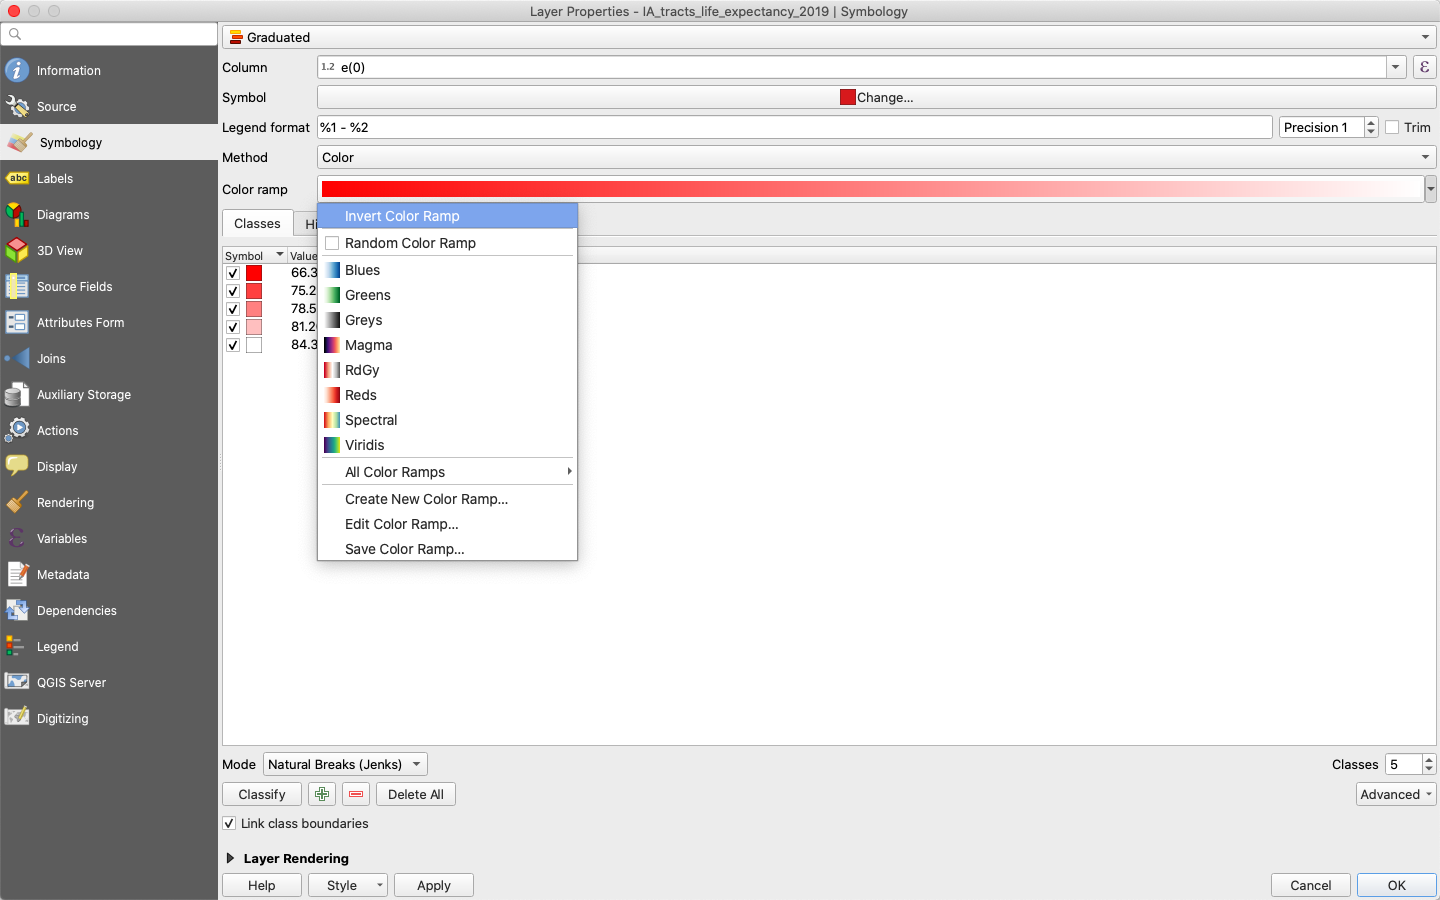 Layer Properties - IA_tracts_life_expectancy_2019 | Symbology
Information
Source
Symbology
abc Labels
Diagrams
3D View
Source Fields
Attributes Form
Joins
Auxiliary Storage
Actions
Display
Rendering
Variables
Metadata
Dependencies
Legend
QGIS Server
Digitizing
Graduated
Column 1.2 e(0) ε
Symbol Change...
Legend format %1 - %2 Precision 1 Trim
Method Color
Color ramp
Classes
Symbol
66.3
75.2
78.5
81.2
84.3
Invert Color Ramp
Random Color Ramp
Blues
Greens
Greys
Magma
RdGy
Reds
Spectral
Viridis
All Color Ramps
Create New Color Ramp...
Edit Color Ramp...
Save Color Ramp...
Mode Natural Breaks (Jenks) Classes 5
Classify Delete All Advanced
Link class boundaries
Layer Rendering
Help Style Apply Cancel OK